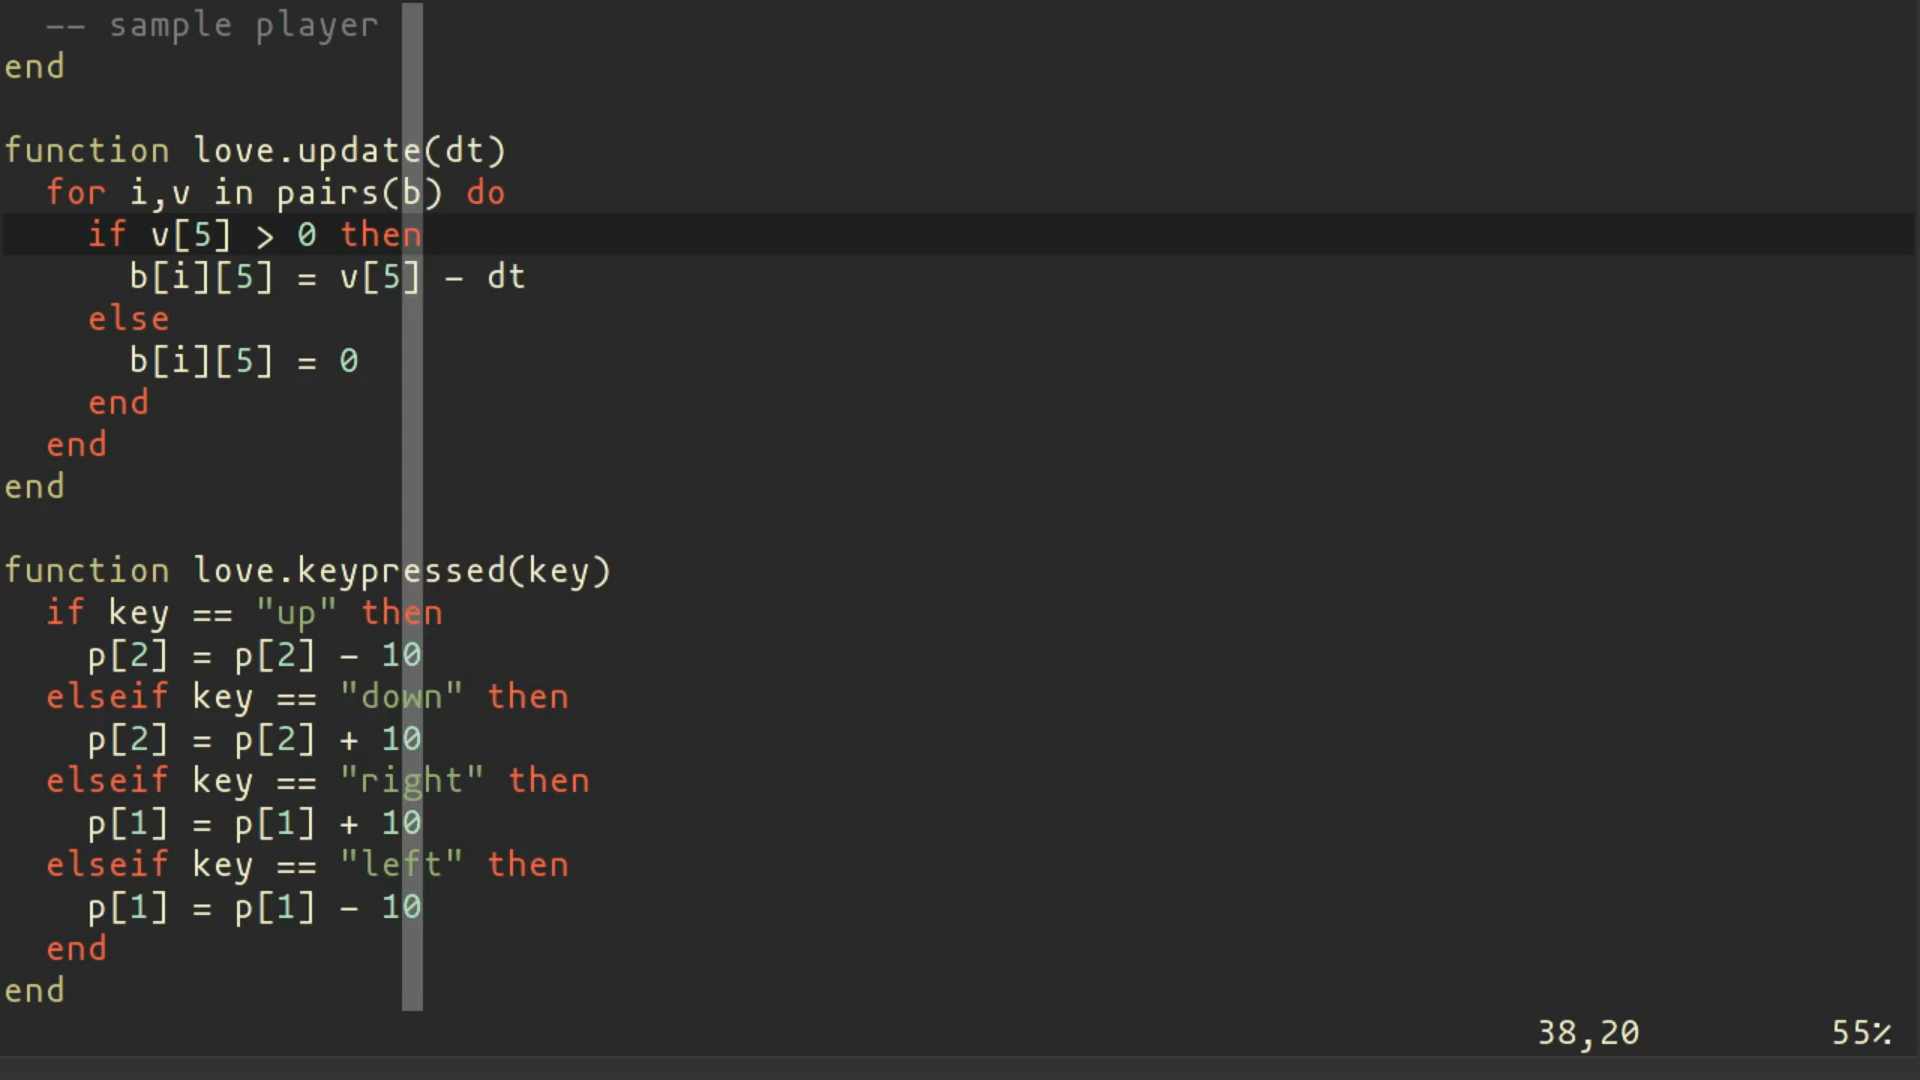 -- sample player
end

function love.update(dt)
  for i,v in pairs(b) do
    if v[5] > 0 then
      b[i][5] = v[5] - dt
    else
      b[i][5] = 0
    end
  end
end

function love.keypressed(key)
  if key == "up" then
    p[2] = p[2] - 10
  elseif key == "down" then
    p[2] = p[2] + 10
  elseif key == "right" then
    p[1] = p[1] + 10
  elseif key == "left" then
    p[1] = p[1] - 10
  end
end
38,20 55%